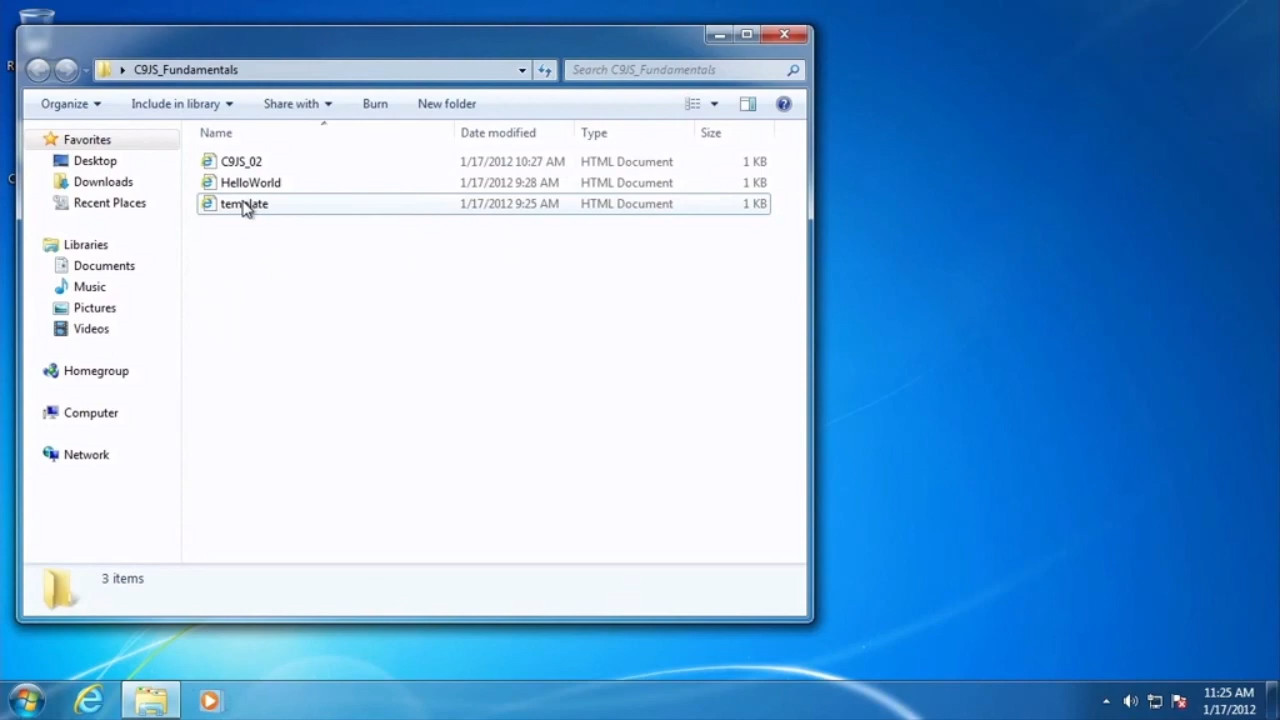 R
C
C9JS_Fundamentals
Search C9JS_Fundamentals
Organize Include in library Share with Burn New folder
Name Date modified Type Size
C9JS_02 1/17/2012 10:27 AM HTML Document 1 KB
HelloWorld 1/17/2012 9:28 AM HTML Document 1 KB
template 1/17/2012 9:25 AM HTML Document 1 KB
Favorites
Desktop
Downloads
Recent Places
Libraries
Documents
Music
Pictures
Videos
Homegroup
Computer
Network
3 items
11:25 AM
1/17/2012